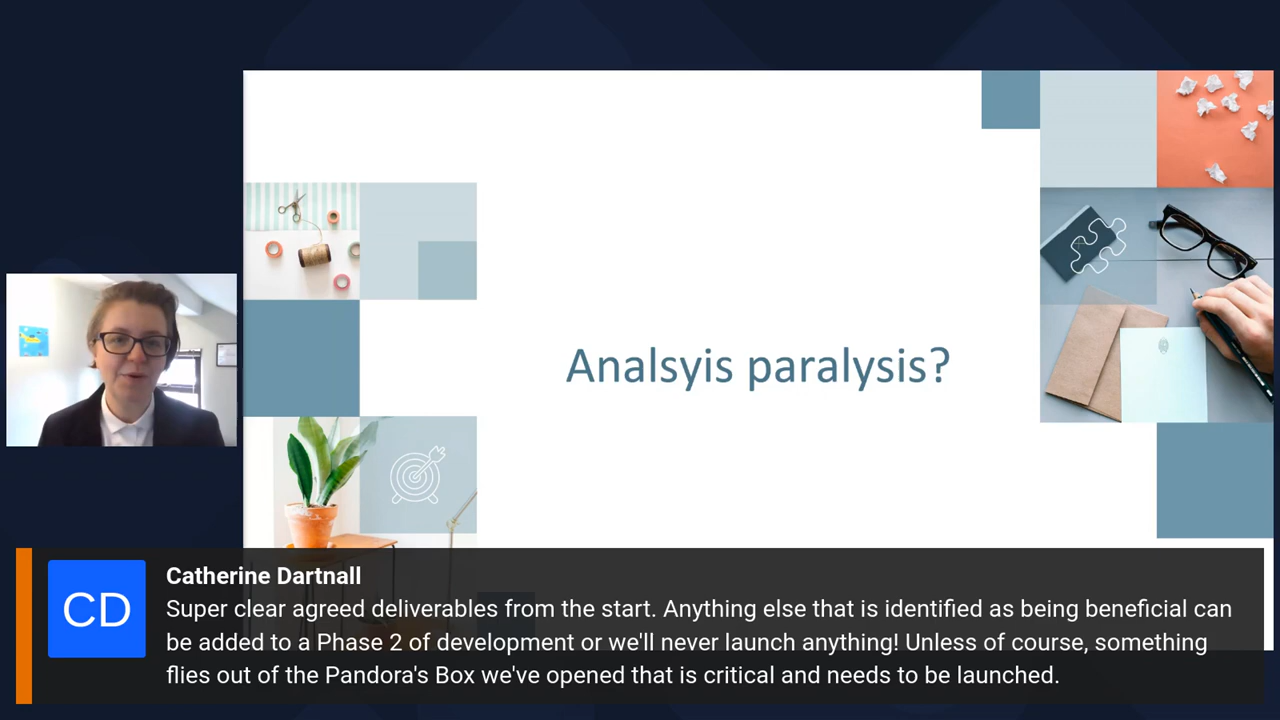 Analsyis paralysis?
CD
Catherine Dartnall
Super clear agreed deliverables from the start. Anything else that is identified as being beneficial can
be added to a Phase 2 of development or we'll never launch anything! Unless of course, something
flies out of the Pandora's Box we've opened that is critical and needs to be launched.